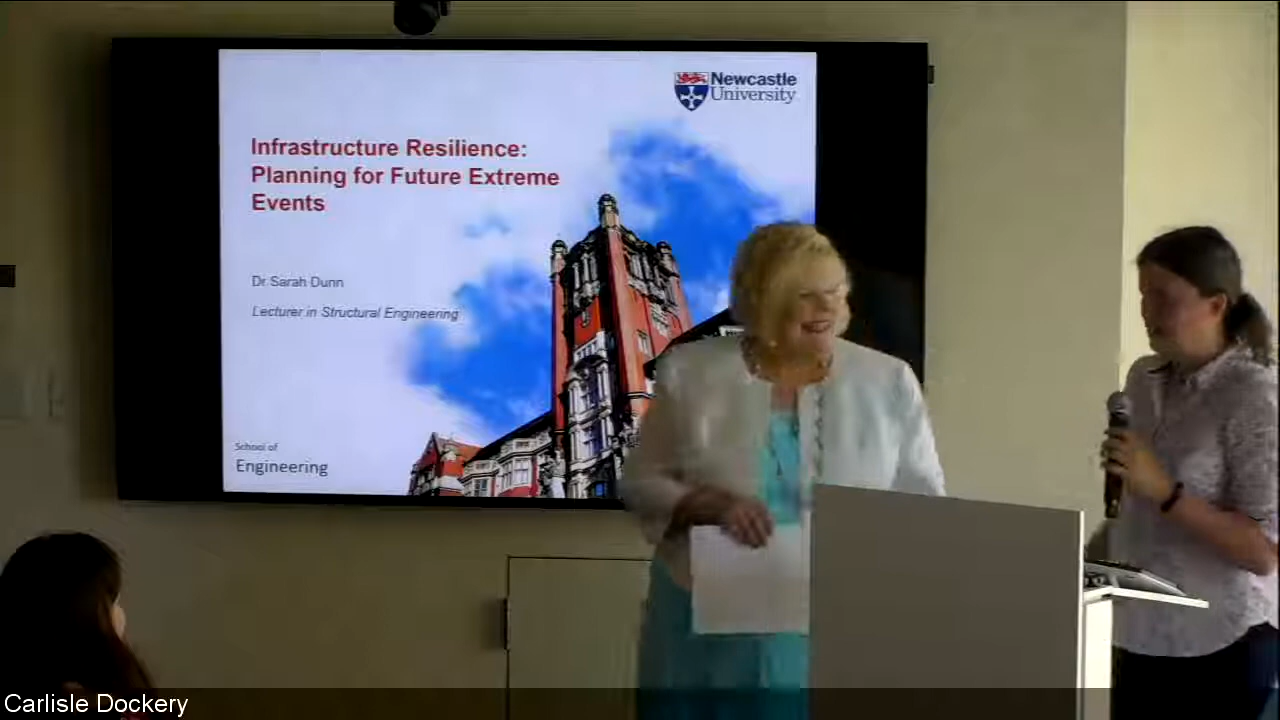 Newcastle
University
Infrastructure Resilience:
Planning for Future Extreme
Events
Dr Sarah Dunn
Lecturer in Structural Engineering
School of
Engineering
Carlisle Dockery